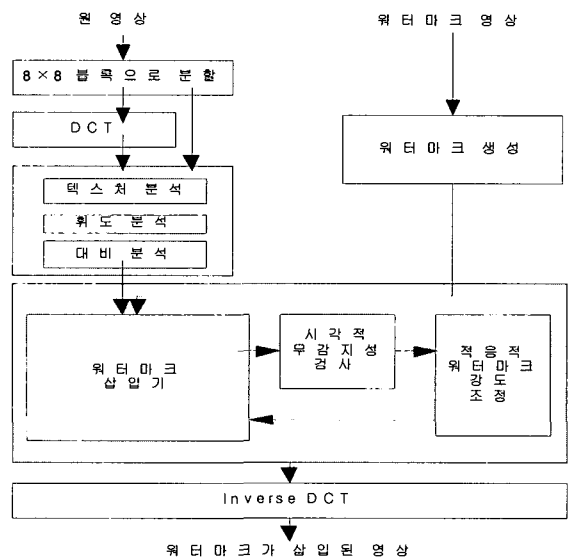 원 영상
워터마크 영상
8×8 블록으로 분할
DCT
워터마크 생성
텍스처 분석
휘도 분석
대비 분석
워터마크
삽입기
시각적
무감지성
검사
적응적
워터마크
강도
조정
Inverse DCT
워터마크가 삽입된 영상